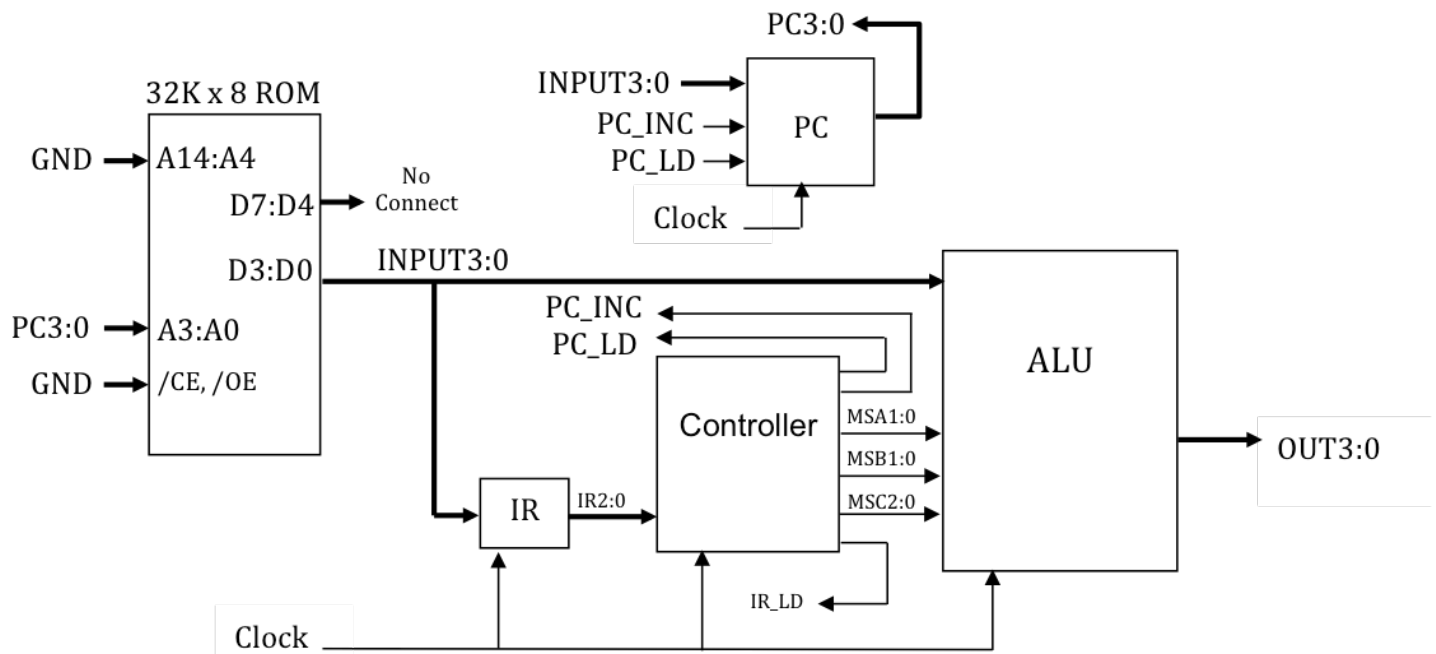 PC3:0
INPUT3:0
PC_INC
PC_LD
PC
Clock
32K x 8 ROM
GND
A14:A4
D7:D4
No
Connect
D3:D0
INPUT3:0
PC3:0
A3:A0
GND
/CE, /OE
PC_INC
PC_LD
Controller
MSA1:0
MSB1:0
MSC2:0
ALU
OUT3:0
IR
IR2:0
IR_LD
Clock